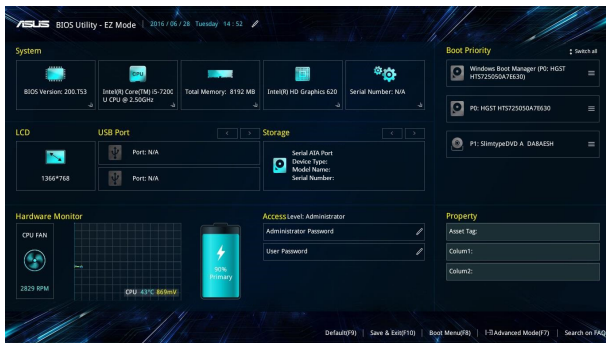 ASUS BIOS Utility - EZ Mode 2016 / 06 / 28 Tuesday 14 : 52
System
BIOS Version: 200.T53
Intel(R) Core(TM) i5-7200
U CPU @ 2.50GHz
CPU
Total Memory: 8192 MB
Intel(R) HD Graphics 620
Serial Number: N/A
Boot Priority
Switch all
Windows Boot Manager (P0: HGST
HTS725050A7E630)
P0: HGST HTS725050A7E630
P1: SlimtypeDVD A DA8AESH
LCD
1366*768
USB Port
Port: N/A
Port: N/A
Storage
Serial ATA Port
Device Type:
Model Name:
Serial Number:
Hardware Monitor
CPU FAN
2829 RPM
CPU 43°C 869mV
90%
Primary
Access Level: Administrator
Administrator Password
User Password
Property
Asset Tag:
Colum1:
Colum2:
Default(F9) | Save & Exit(F10) | Boot Menu(F8) | Advanced Mode(F7) | Search on FAQ